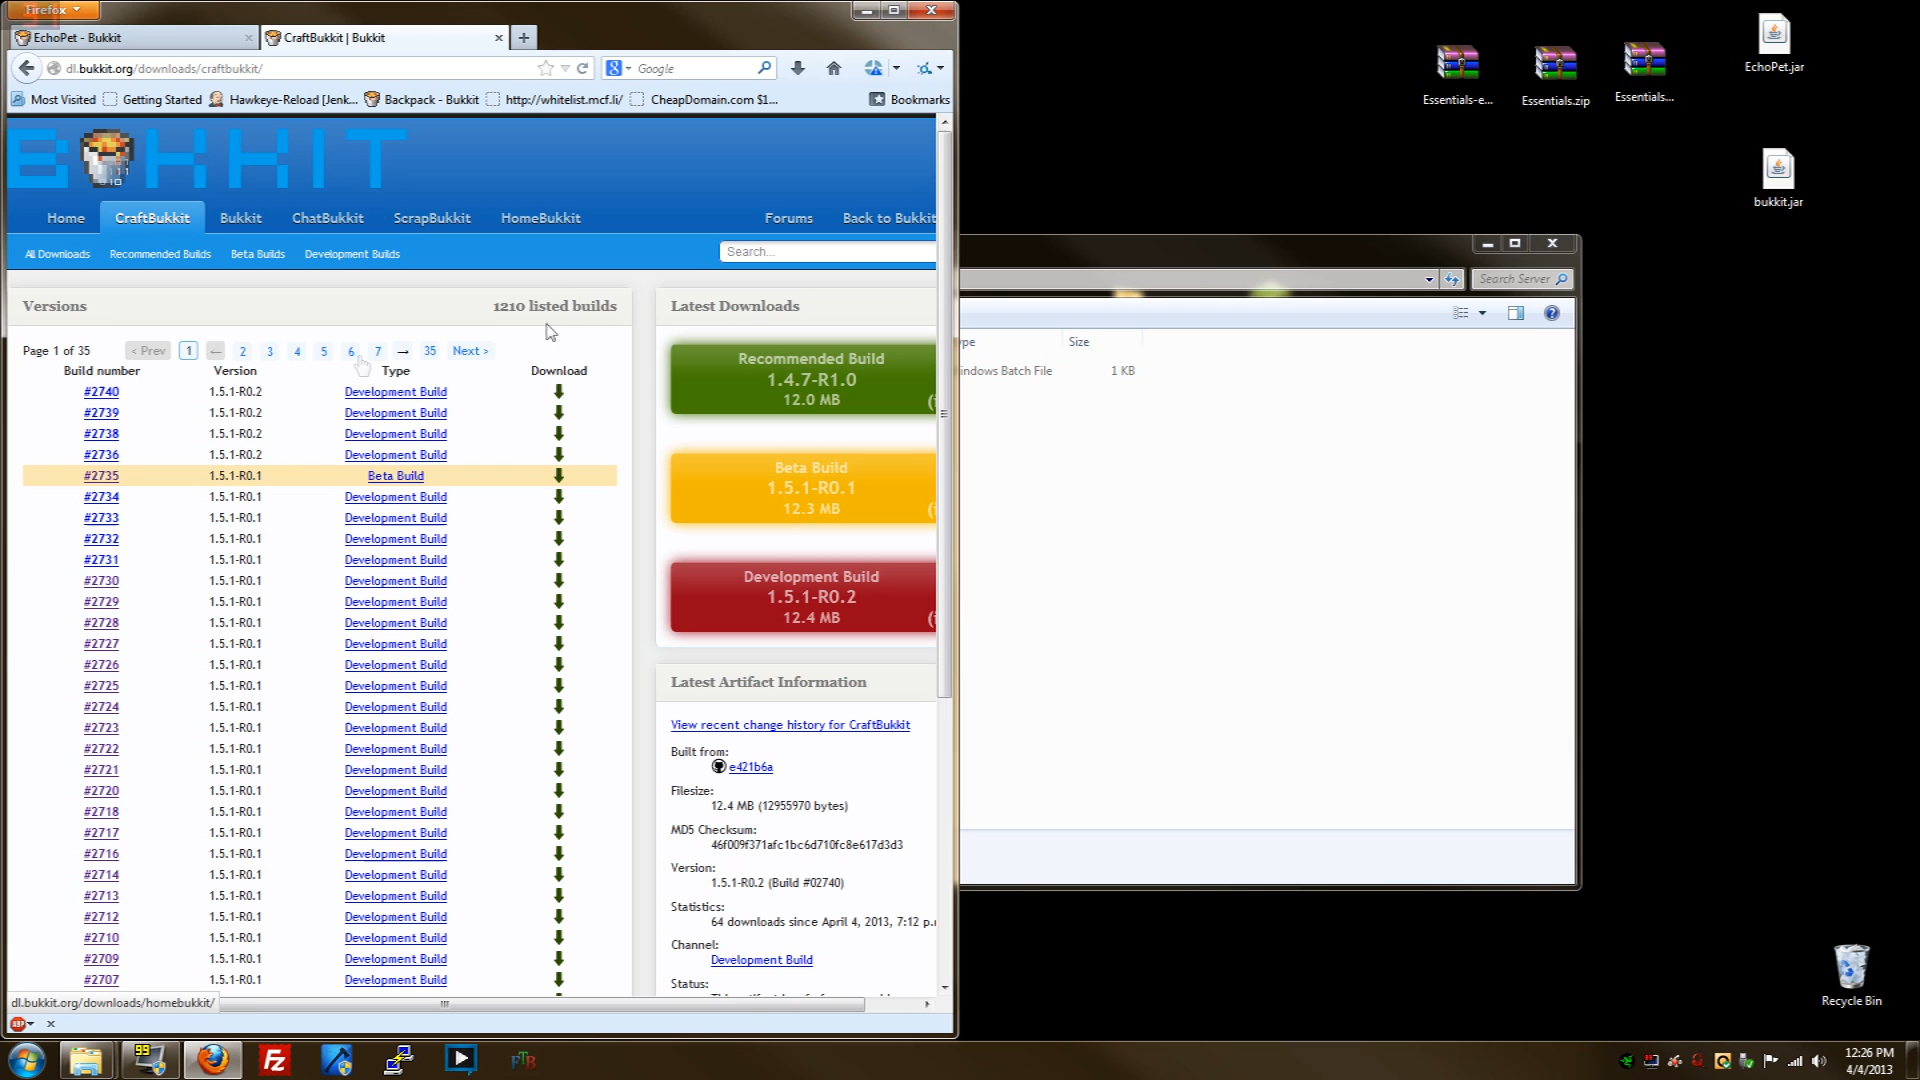 Firefox
EchoPet - Bukkit
CraftBukkit | Bukkit
dl.bukkit.org/downloads/craftbukkit/
Google
Most Visited
Getting Started
Hawkeye-Reload [Jenk...
Backpack - Bukkit
http://whitelist.mcf.li/
CheapDomain.com $1...
Bookmarks
BUKKIT
Home
CraftBukkit
Bukkit
ChatBukkit
ScrapBukkit
HomeBukkit
Forums
Back to Bukkit
All Downloads
Recommended Builds
Beta Builds
Development Builds
Search...
Versions
1210 listed builds
Page 1 of 35
< Prev 1 ← 2 3 4 5 6 7 → 35 Next >
Build number Version Type Download
#2740 1.5.1-R0.2 Development Build
#2739 1.5.1-R0.2 Development Build
#2738 1.5.1-R0.2 Development Build
#2736 1.5.1-R0.2 Development Build
#2735 1.5.1-R0.1 Beta Build
#2734 1.5.1-R0.1 Development Build
#2733 1.5.1-R0.1 Development Build
#2732 1.5.1-R0.1 Development Build
#2731 1.5.1-R0.1 Development Build
#2730 1.5.1-R0.1 Development Build
#2729 1.5.1-R0.1 Development Build
#2728 1.5.1-R0.1 Development Build
#2727 1.5.1-R0.1 Development Build
#2726 1.5.1-R0.1 Development Build
#2725 1.5.1-R0.1 Development Build
#2724 1.5.1-R0.1 Development Build
#2723 1.5.1-R0.1 Development Build
#2722 1.5.1-R0.1 Development Build
#2721 1.5.1-R0.1 Development Build
#2720 1.5.1-R0.1 Development Build
#2718 1.5.1-R0.1 Development Build
#2717 1.5.1-R0.1 Development Build
#2716 1.5.1-R0.1 Development Build
#2714 1.5.1-R0.1 Development Build
#2713 1.5.1-R0.1 Development Build
#2712 1.5.1-R0.1 Development Build
#2710 1.5.1-R0.1 Development Build
#2709 1.5.1-R0.1 Development Build
#2707 1.5.1-R0.1 Development Build
Latest Downloads
Recommended Build
1.4.7-R1.0
12.0 MB
(i
Beta Build
1.5.1-R0.1
12.3 MB
(i
Development Build
1.5.1-R0.2
12.4 MB
(i
Latest Artifact Information
View recent change history for CraftBukkit
Built from:
e421b6a
Filesize:
12.4 MB (12955970 bytes)
MD5 Checksum:
46f009f371afc1bc6d710fc8e617d3d3
Version:
1.5.1-R0.2 (Build #02740)
Statistics:
64 downloads since April 4, 2013, 7:12 p.m
Channel:
Development Build
Status:
dl.bukkit.org/downloads/homebukkit/
ABP
Search Server
ype
Size
indows Batch File
1 KB
Essentials-e...
Essentials.zip
Essentials...
EchoPet.jar
bukkit.jar
Recycle Bin
99
Fz
FTB
12:26 PM
4/4/2013